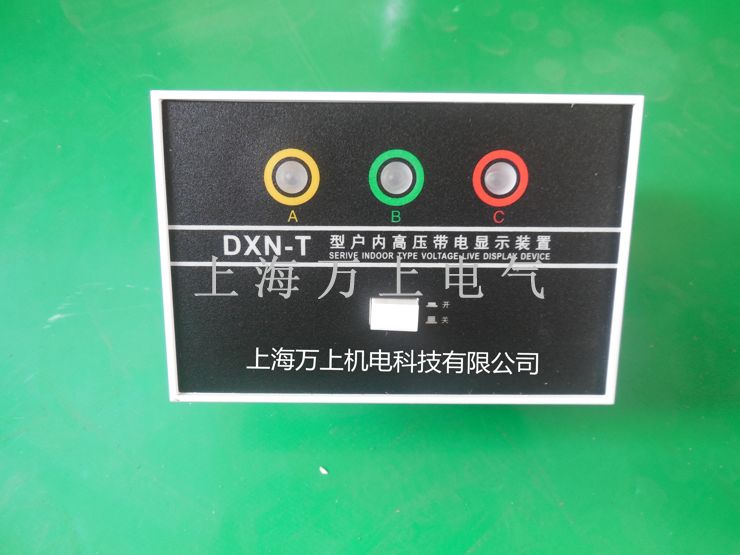 A B C
DXN-T 型户内高压带电显示装置
SERIVE INDOOR TYPE VOLTAGE LIVE DISPLAY DEVICE
上海万上电气
开
关
上海万上机电科技有限公司